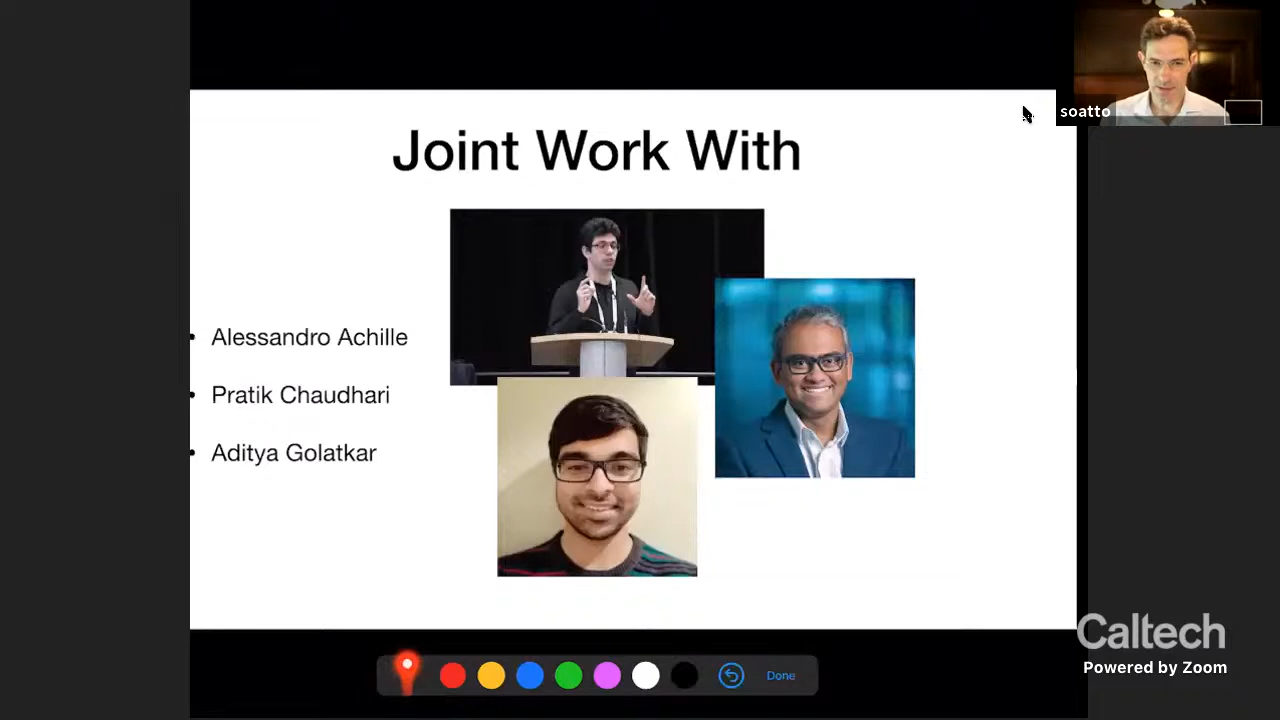 soatto
Joint Work With
• Alessandro Achille
• Pratik Chaudhari
• Aditya Golatkar
Caltech
Powered by Zoom
Done